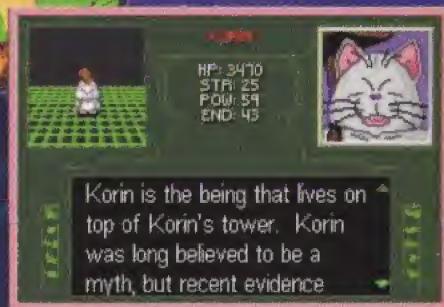 KORIN
HP: 3470
STR: 25
POW: 59
END: 43
Korin is the being that lives on
top of Korin's tower. Korin
was long believed to be a
myth, but recent evidence